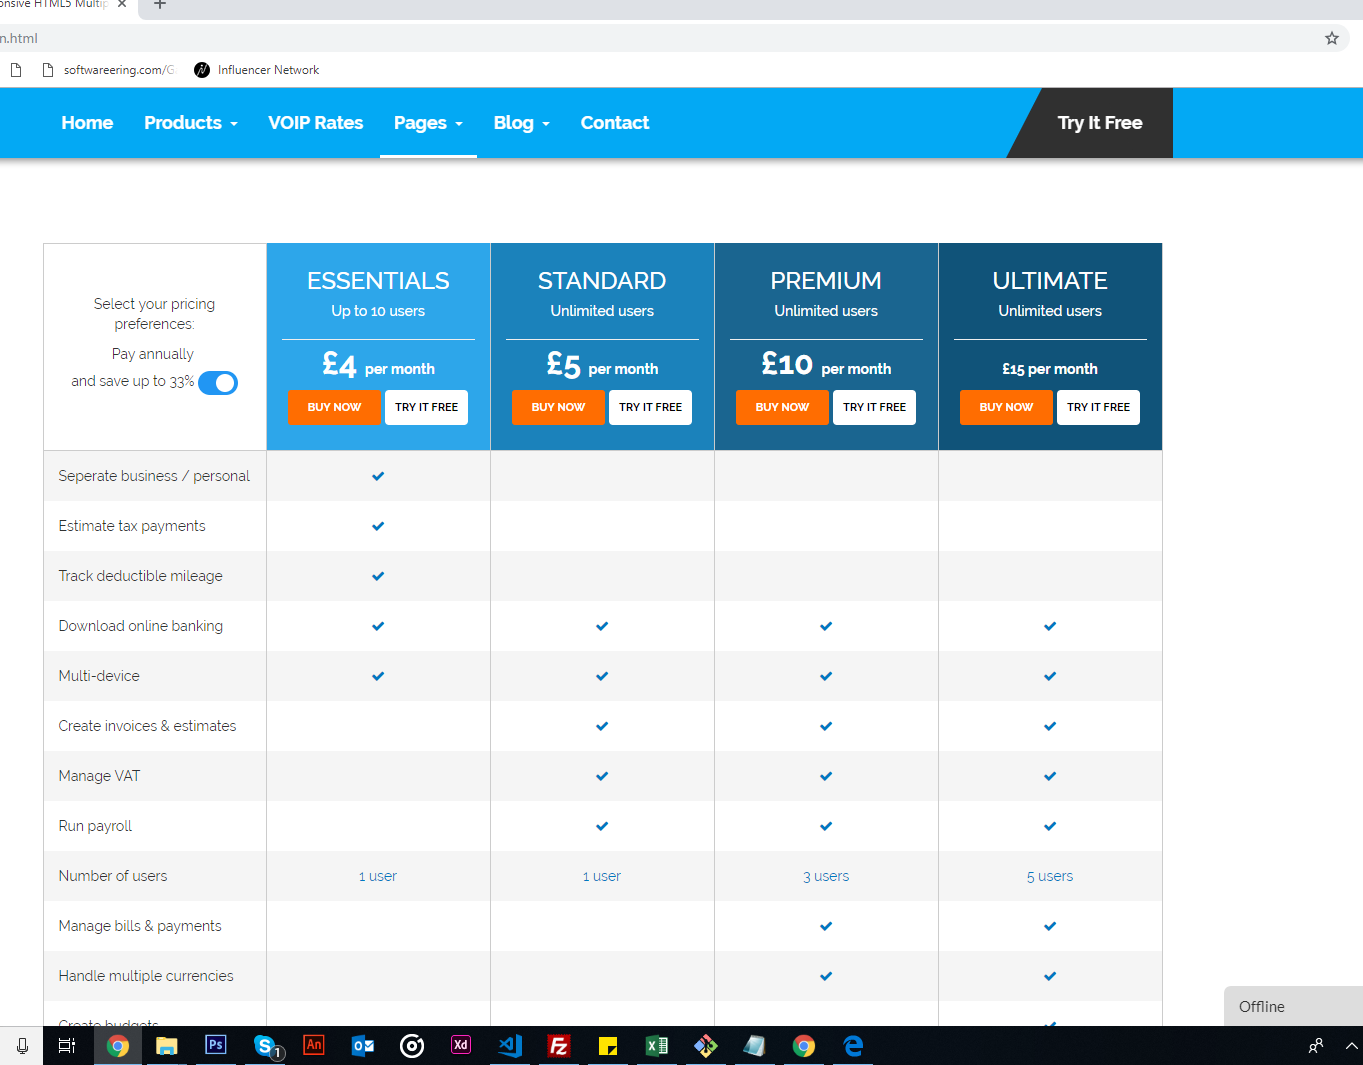 onsive HTML5 Multip
n.html
softwareering.com/G
Influencer Network
Home Products VOIP Rates Pages Blog Contact Try It Free
Select your pricing
preferences:
Pay annually
and save up to 33%
ESSENTIALS
Up to 10 users
£4 per month
BUY NOW TRY IT FREE
STANDARD
Unlimited users
£5 per month
BUY NOW TRY IT FREE
PREMIUM
Unlimited users
£10 per month
BUY NOW TRY IT FREE
ULTIMATE
Unlimited users
£15 per month
BUY NOW TRY IT FREE
Seperate business / personal
Estimate tax payments
Track deductible mileage
Download online banking
Multi-device
Create invoices & estimates
Manage VAT
Run payroll
Number of users 1 user 1 user 3 users 5 users
Manage bills & payments
Handle multiple currencies
Create budgets
Offline
Ps
S 1
An
Xd
Fz